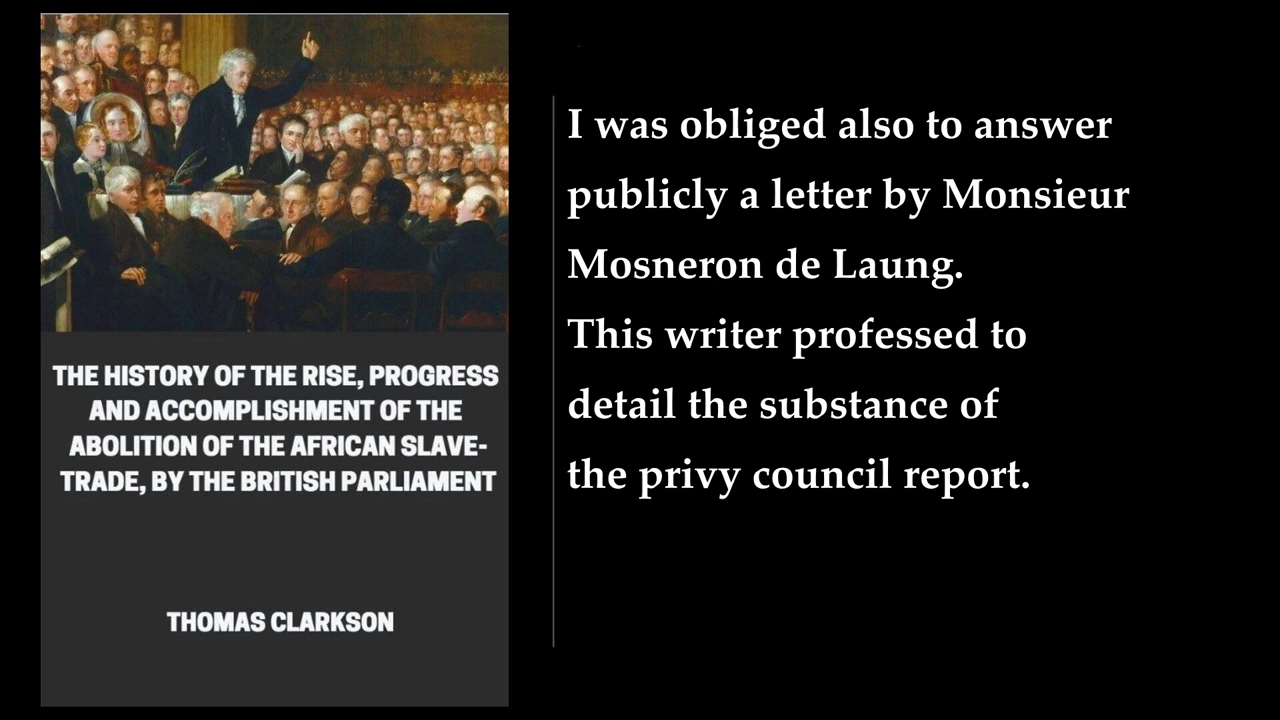 THE HISTORY OF THE RISE, PROGRESS
AND ACCOMPLISHMENT OF THE
ABOLITION OF THE AFRICAN SLAVE-
TRADE, BY THE BRITISH PARLIAMENT
THOMAS CLARKSON
I was obliged also to answer
publicly a letter by Monsieur
Mosneron de Laung.
This writer professed to
detail the substance of
the privy council report.